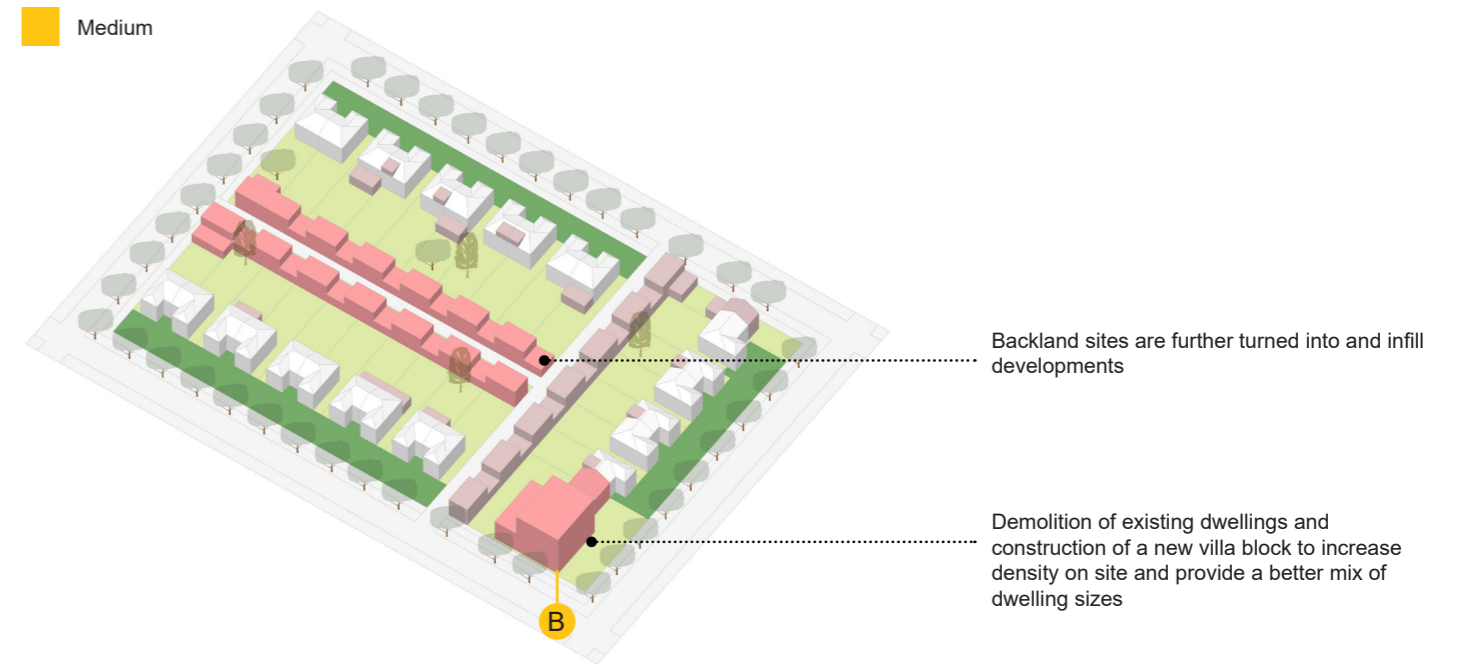 Medium
Backland sites are further turned into and infill
developments
Demolition of existing dwellings and
construction of a new villa block to increase
density on site and provide a better mix of
dwelling sizes
B